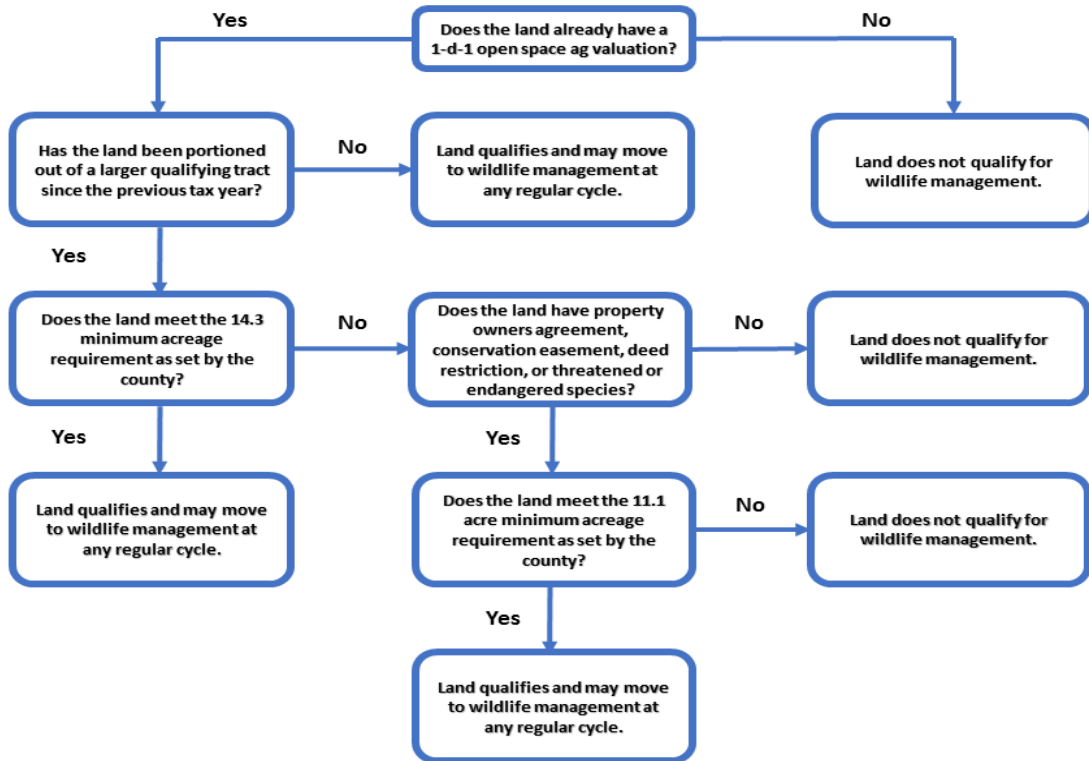 Yes
Does the land already have a
1-d-1 open space ag valuation?
No
Has the land been portioned
out of a larger qualifying tract
since the previous tax year?
No
Land qualifies and may move
to wildlife management at
any regular cycle.
Land does not qualify for
wildlife management.
Yes
Does the land meet the 14.3
minimum acreage
requirement as set by the
county?
No
Does the land have property
owners agreement,
conservation easement, deed
restriction, or threatened or
endangered species?
No
Land does not qualify for
wildlife management.
Yes
Yes
Land qualifies and may move
to wildlife management at
any regular cycle.
Does the land meet the 11.1
acre minimum acreage
requirement as set by the
county?
No
Land does not qualify for
wildlife management.
Yes
Land qualifies and may move
to wildlife management at
any regular cycle.